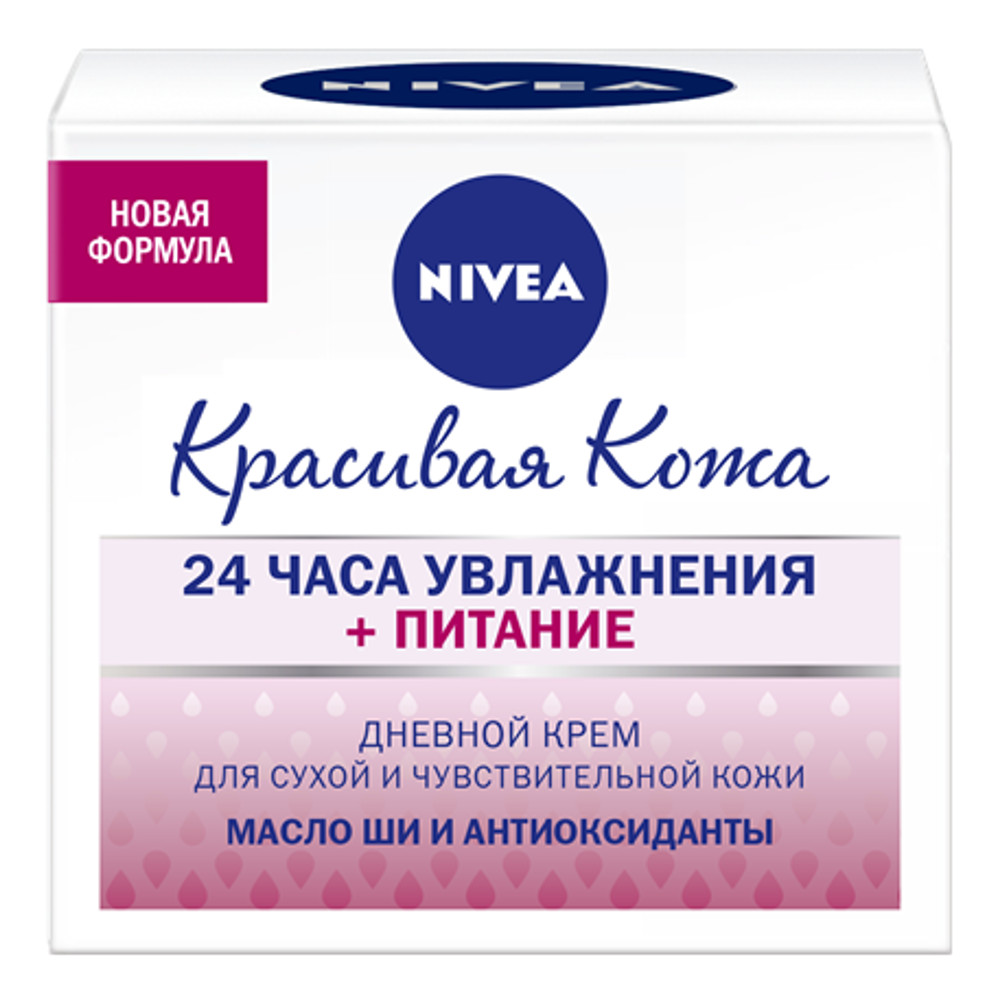 NIVEA
НОВАЯ
ФОРМУЛА
NIVEA
Красивая Кожа
24 ЧАСА УВЛАЖНЕНИЯ
+ ПИТАНИЕ
ДНЕВНОЙ КРЕМ
ДЛЯ СУХОЙ И ЧУВСТВИТЕЛЬНОЙ КОЖИ
МАСЛО ШИ И АНТИОКСИДАНТЫ